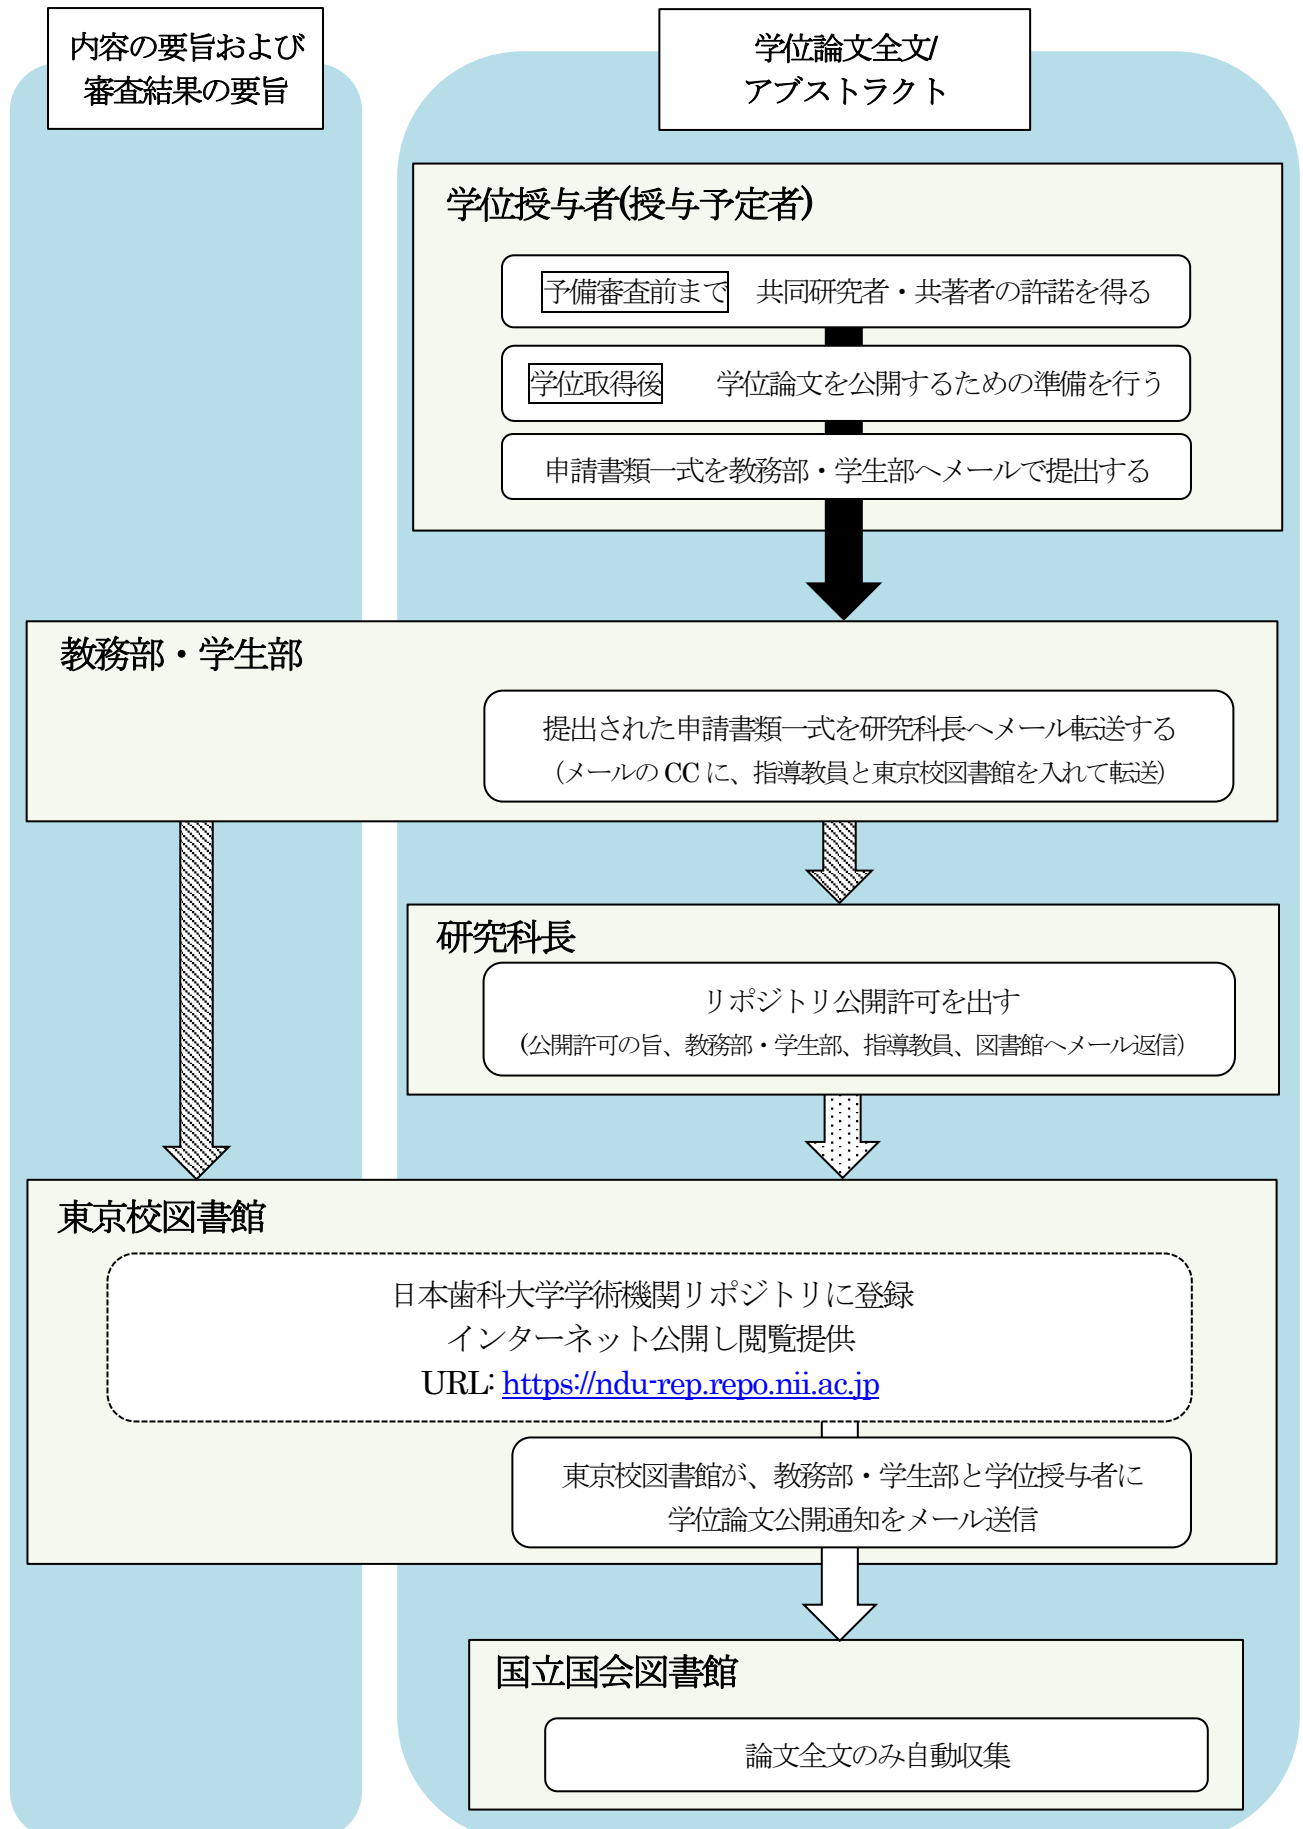 内容の要旨および
審査結果の要旨
学位論文全文/
アブストラクト
学位授与者(授与予定者)
予備審査前まで　共同研究者・共著者の許諾を得る
学位取得後　学位論文を公開するための準備を行う
申請書類一式を教務部・学生部へメールで提出する
教務部・学生部
提出された申請書類一式を研究科長へメール転送する
（メールの CC に、指導教員と東京校図書館を入れて転送）
研究科長
リポジトリ公開許可を出す
(公開許可の旨、教務部・学生部、指導教員、図書館へメール返信）
東京校図書館
日本歯科大学学術機関リポジトリに登録
インターネット公開し閲覧提供
URL: https://ndu-rep.repo.nii.ac.jp
東京校図書館が、教務部・学生部と学位授与者に
学位論文公開通知をメール送信
国立国会図書館
論文全文のみ自動収集